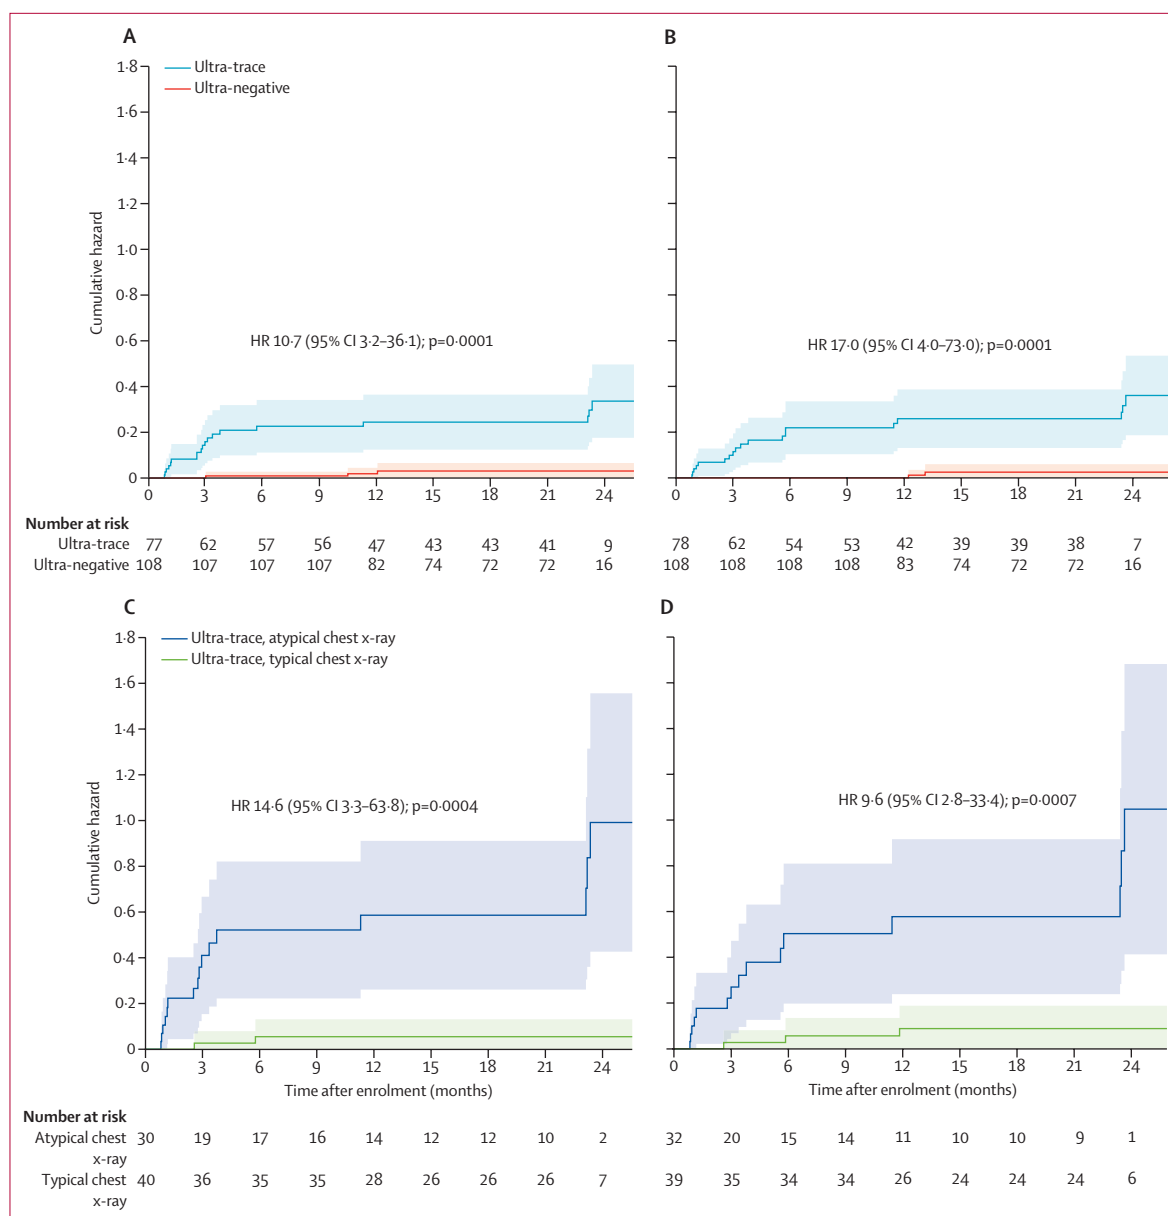 A
B
1·8
1·6
1·4
1·2
1·0
0·8
0·6
0·4
0·2
0
Cumulative hazard
Ultra-trace
Ultra-negative
HR 10·7 (95% CI 3·2–36·1); p=0·0001
HR 17·0 (95% CI 4·0–73·0); p=0·0001
0 3 6 9 12 15 18 21 24
0 3 6 9 12 15 18 21 24
Number at risk
Ultra-trace 77 62 57 56 47 43 43 41 9 78 62 54 53 42 39 39 38 7
Ultra-negative 108 107 107 107 82 74 72 72 16 108 108 108 108 83 74 72 72 16
C
D
1·8
1·6
1·4
1·2
1·0
0·8
0·6
0·4
0·2
0
Cumulative hazard
Ultra-trace, atypical chest x-ray
Ultra-trace, typical chest x-ray
HR 14·6 (95% CI 3·3–63·8); p=0·0004
HR 9·6 (95% CI 2·8–33·4); p=0·0007
0 3 6 9 12 15 18 21 24
0 3 6 9 12 15 18 21 24
Time after enrolment (months)
Time after enrolment (months)
Number at risk
Atypical chest 30 19 17 16 14 12 12 10 2 32 20 15 14 11 10 10 9 1
x-ray
Typical chest 40 36 35 35 28 26 26 26 7 39 35 34 34 26 24 24 24 6
x-ray